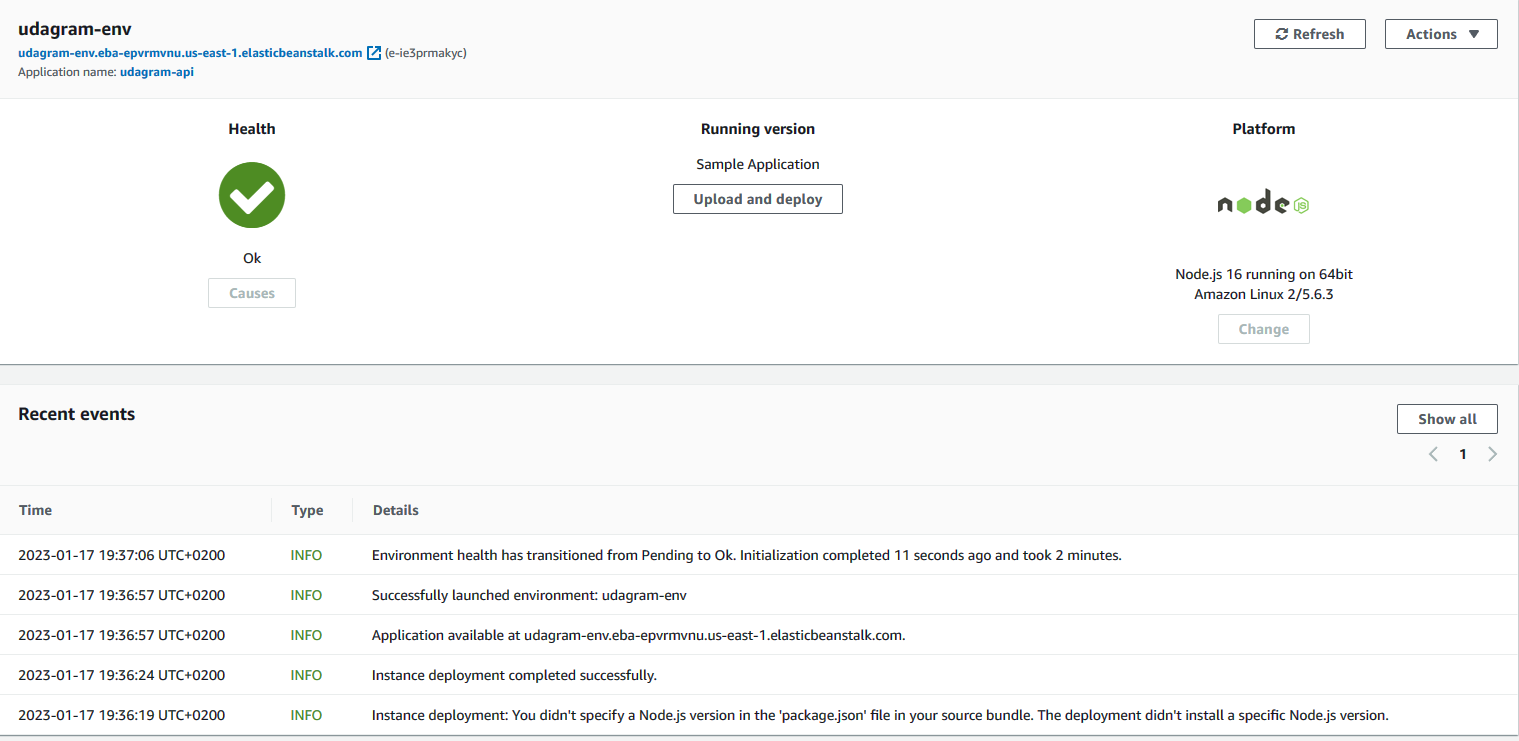 udagram-env
udagram-env.eba-epvrmvnu.us-east-1.elasticbeanstalk.com (e-ie3prmakyc)
Application name: udagram-api
Refresh
Actions
Health
Running version
Platform
Sample Application
Upload and deploy
node JS
Ok
Causes
Node.js 16 running on 64bit
Amazon Linux 2/5.6.3
Change
Recent events
Show all
1
Time Type Details
2023-01-17 19:37:06 UTC+0200 INFO Environment health has transitioned from Pending to Ok. Initialization completed 11 seconds ago and took 2 minutes.
2023-01-17 19:36:57 UTC+0200 INFO Successfully launched environment: udagram-env
2023-01-17 19:36:57 UTC+0200 INFO Application available at udagram-env.eba-epvrmvnu.us-east-1.elasticbeanstalk.com.
2023-01-17 19:36:24 UTC+0200 INFO Instance deployment completed successfully.
2023-01-17 19:36:19 UTC+0200 INFO Instance deployment: You didn't specify a Node.js version in the 'package.json' file in your source bundle. The deployment didn't install a specific Node.js version.